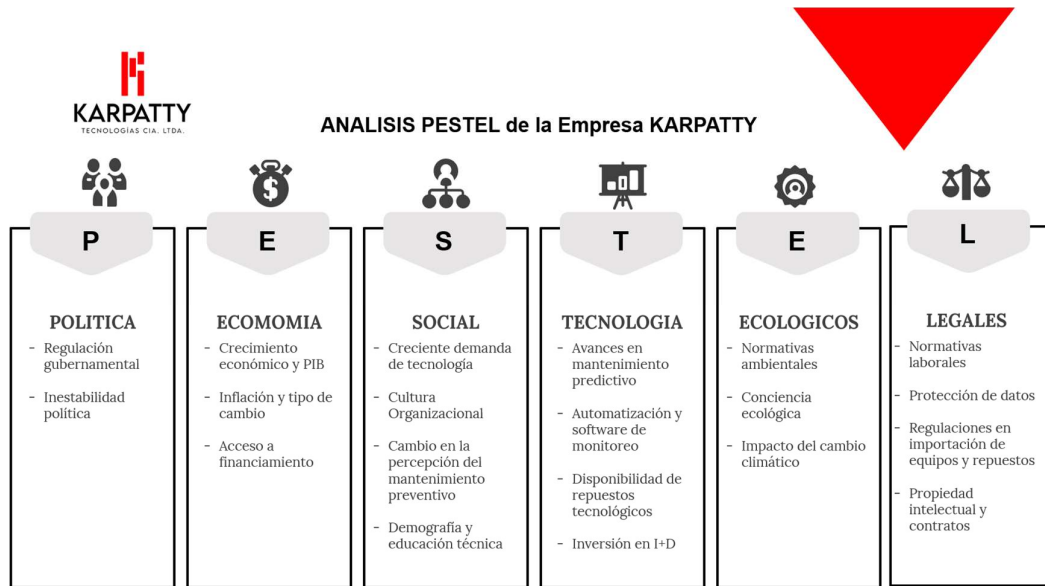 KARPATTY
TECNOLOGÍAS CIA. LTDA.
ANALISIS PESTEL de la Empresa KARPATTY
P
POLITICA
- Regulación
gubernamental
- Inestabilidad
política
E
ECOMOMIA
- Crecimiento
económico y PIB
- Inflación y tipo de
cambio
- Acceso a
financiamiento
S
SOCIAL
- Creciente demanda
de tecnología
- Cultura
Organizacional
- Cambio en la
percepción del
mantenimiento
preventivo
- Demografía y
educación técnica
T
TECNOLOGIA
- Avances en
mantenimiento
predictivo
- Automatización y
software de
monitoreo
- Disponibilidad de
repuestos
tecnológicos
- Inversión en I+D
E
ECOLOGICOS
- Normativas
ambientales
- Conciencia
ecológica
- Impacto del cambio
climático
L
LEGALES
- Normativas
laborales
- Protección de datos
- Regulaciones en
importación de
equipos y repuestos
- Propiedad
intelectual y
contratos